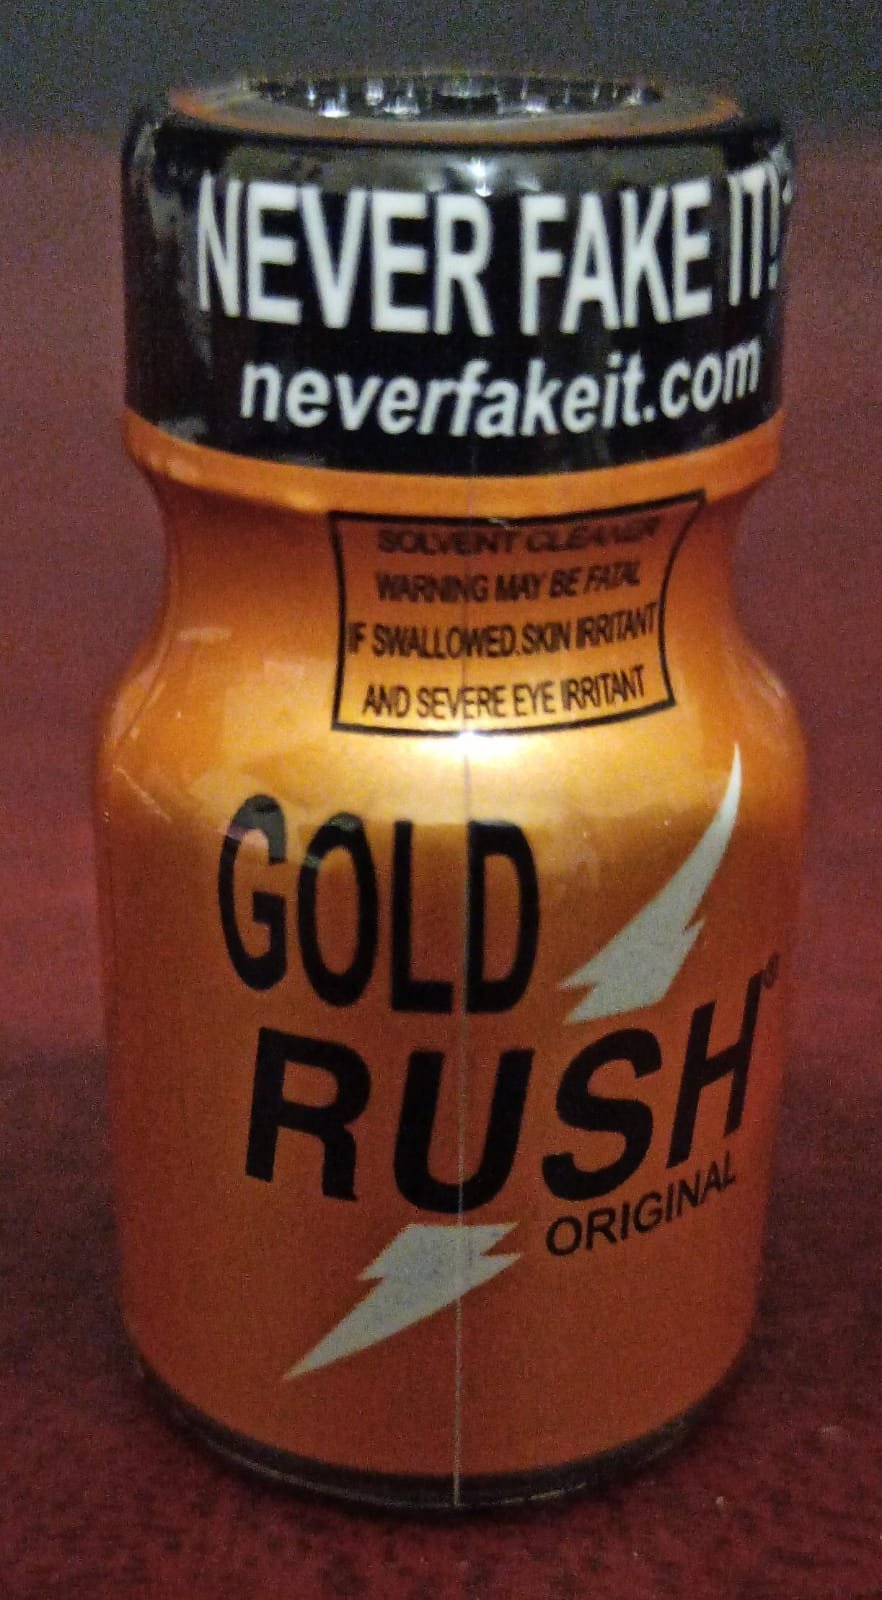 NEVER FAKE IT!
neverfakeit.com
SOLVENT CLEANER
WARNING MAY BE FATAL
IF SWALLOWED.SKIN IRRITANT
AND SEVERE EYE IRRITANT
GOLD
RUSH®
ORIGINAL